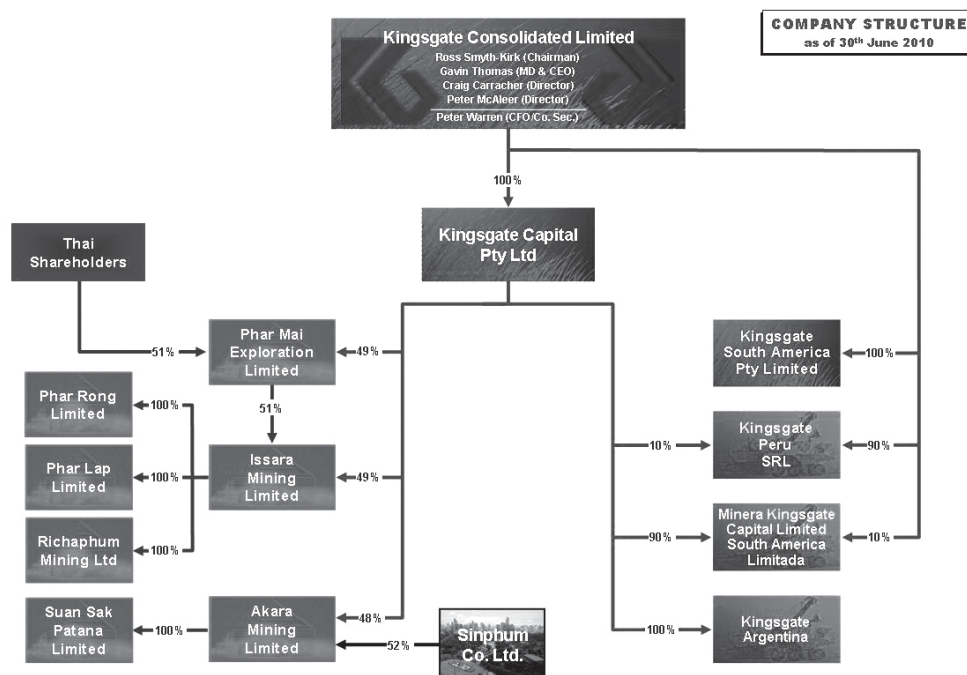 COMPANY STRUCTURE
as of 30th June 2010
Kingsgate Consolidated Limited
Ross Smyth-Kirk (Chairman)
Gavin Thomas (MD & CEO)
Craig Carracher (Director)
Peter McAleer (Director)
Peter Warren (CFO/Co. Sec.)
100%
Kingsgate Capital
Pty Ltd
Thai
Shareholders
51%
Phar Mai
Exploration
Limited
49%
Kingsgate
South America
Pty Limited
100%
Phar Rong
Limited
100%
51%
10%
Kingsgate
Peru
SRL
90%
Phar Lap
Limited
100%
Issara
Mining
Limited
49%
Richaphum
Mining Ltd
100%
90%
Minera Kingsgate
Capital Limited
South America
Limitada
10%
Suan Sak
Patana
Limited
100%
Akara
Mining
Limited
48%
52%
Sinphum
Co. Ltd.
100%
Kingsgate
Argentina